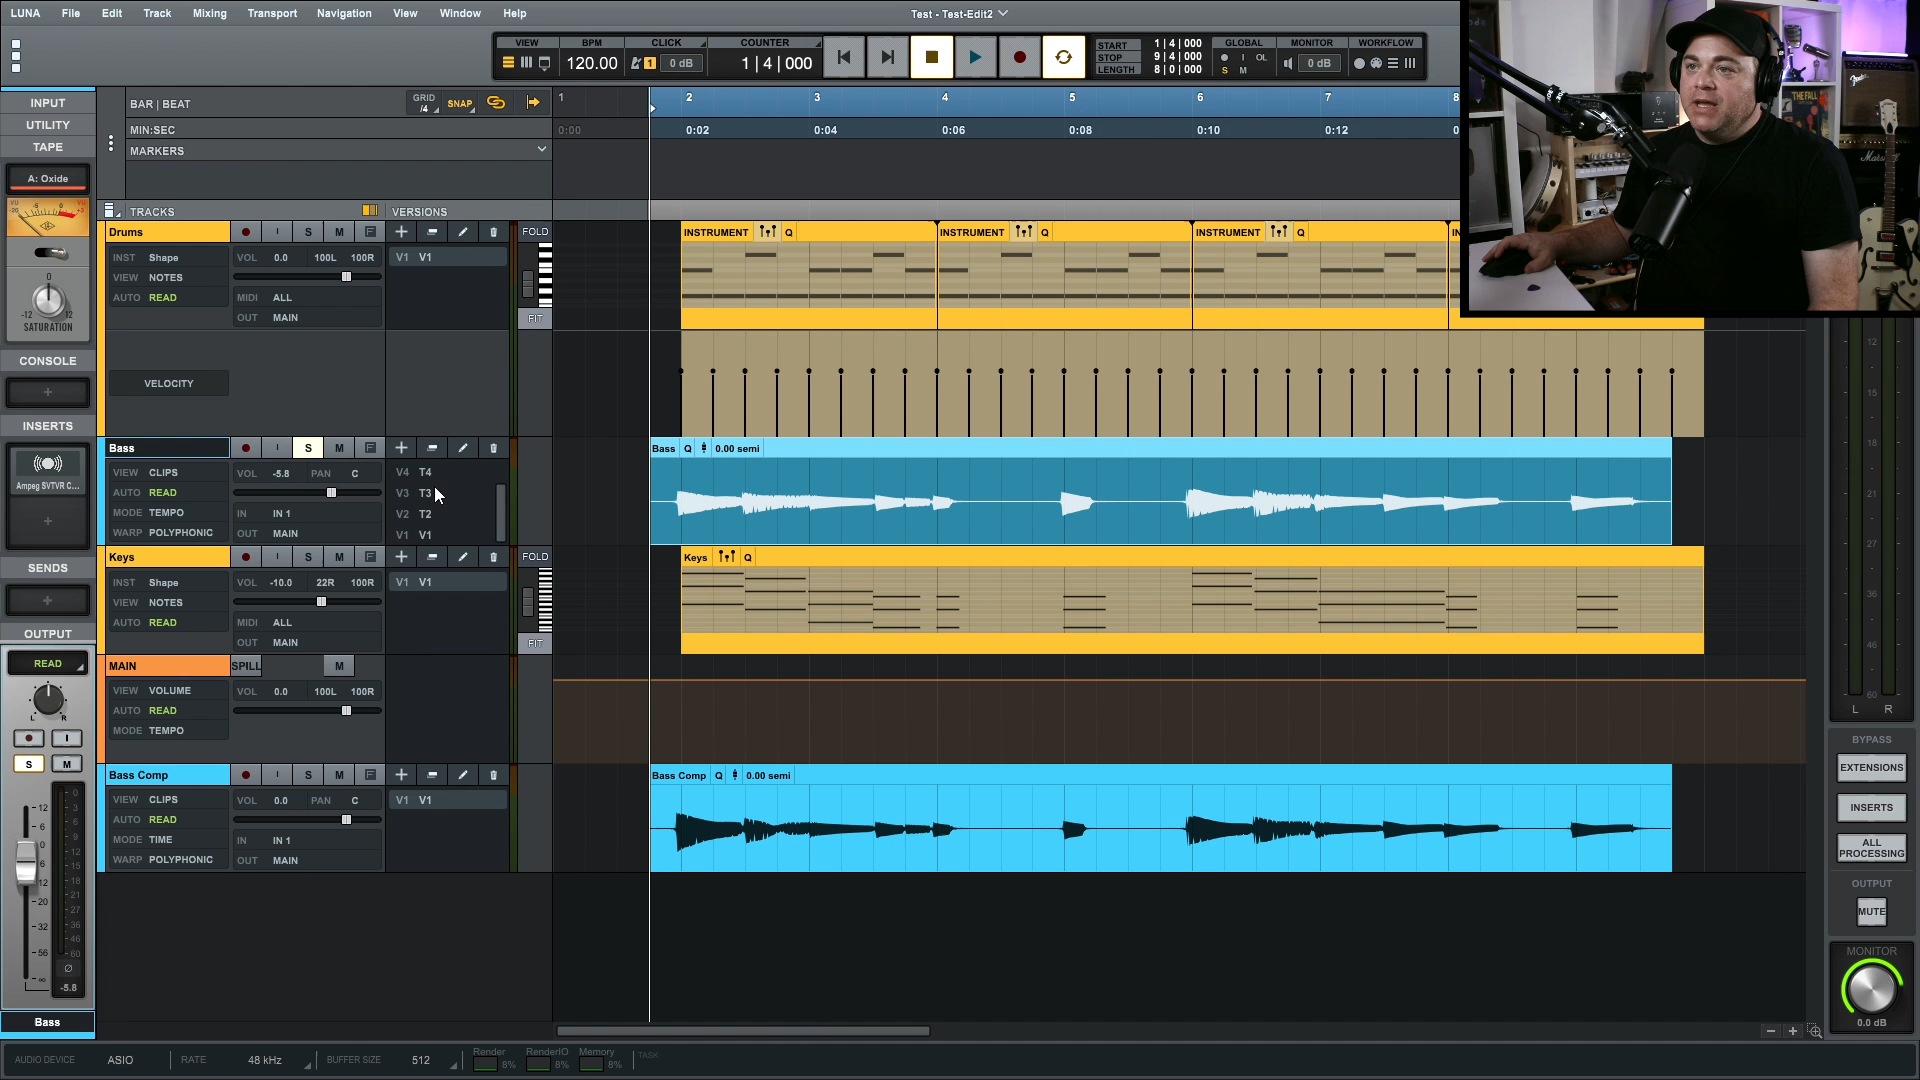 LUNA File Edit Track Mixing Transport Navigation View Window Help
Test - Test-Edit2
VIEW BPM CLICK COUNTER
120.00 1 0 dB 1 | 4 | 000
START 1 | 4 | 000
STOP 9 | 4 | 000
LENGTH 8 | 0 | 000
GLOBAL MONITOR WORKFLOW
I OL
S M
0 dB
THE FALL
Fender
Marshall
INPUT
UTILITY
TAPE
A: Oxide
VU VU
SATURATION
-12 0 12
CONSOLE
+
INSERTS
Ampeg SVTVR C...
+
SENDS
+
OUTPUT
READ
L R
I
S M
-5.8
Bass
BAR | BEAT
GRID /4 SNAP
1 2 3 4 5 6 7 8
MIN:SEC
0:00 0:02 0:04 0:06 0:08 0:10 0:12 0
MARKERS
TRACKS VERSIONS
Drums I S M F FOLD
INST Shape VOL 0.0 100L 100R V1 V1
VIEW NOTES
AUTO READ MIDI ALL
OUT MAIN FIT
VELOCITY
INSTRUMENT Q INSTRUMENT Q INSTRUMENT Q IN
Bass I S M F
VIEW CLIPS VOL -5.8 PAN C V4 T4
AUTO READ V3 T3
MODE TEMPO IN IN 1 V2 T2
WARP POLYPHONIC OUT MAIN V1 V1
Bass Q 0.00 semi
Keys I S M F FOLD
INST Shape VOL -10.0 22R 100R V1 V1
VIEW NOTES
AUTO READ MIDI ALL
OUT MAIN FIT
Keys Q
MAIN SPILL M
VIEW VOLUME VOL 0.0 100L 100R
AUTO READ
MODE TEMPO
Bass Comp I S M F
VIEW CLIPS VOL 0.0 PAN C V1 V1
AUTO READ
MODE TIME IN IN 1
WARP POLYPHONIC OUT MAIN
Bass Comp Q 0.00 semi
12
15
18
21
27
36
46
60
L R
BYPASS
EXTENSIONS
INSERTS
ALL PROCESSING
OUTPUT
MUTE
MONITOR
0.0 dB
AUDIO DEVICE ASIO RATE 48 kHz BUFFER SIZE 512 Render 8% RenderIO 8% Memory 8% TASK